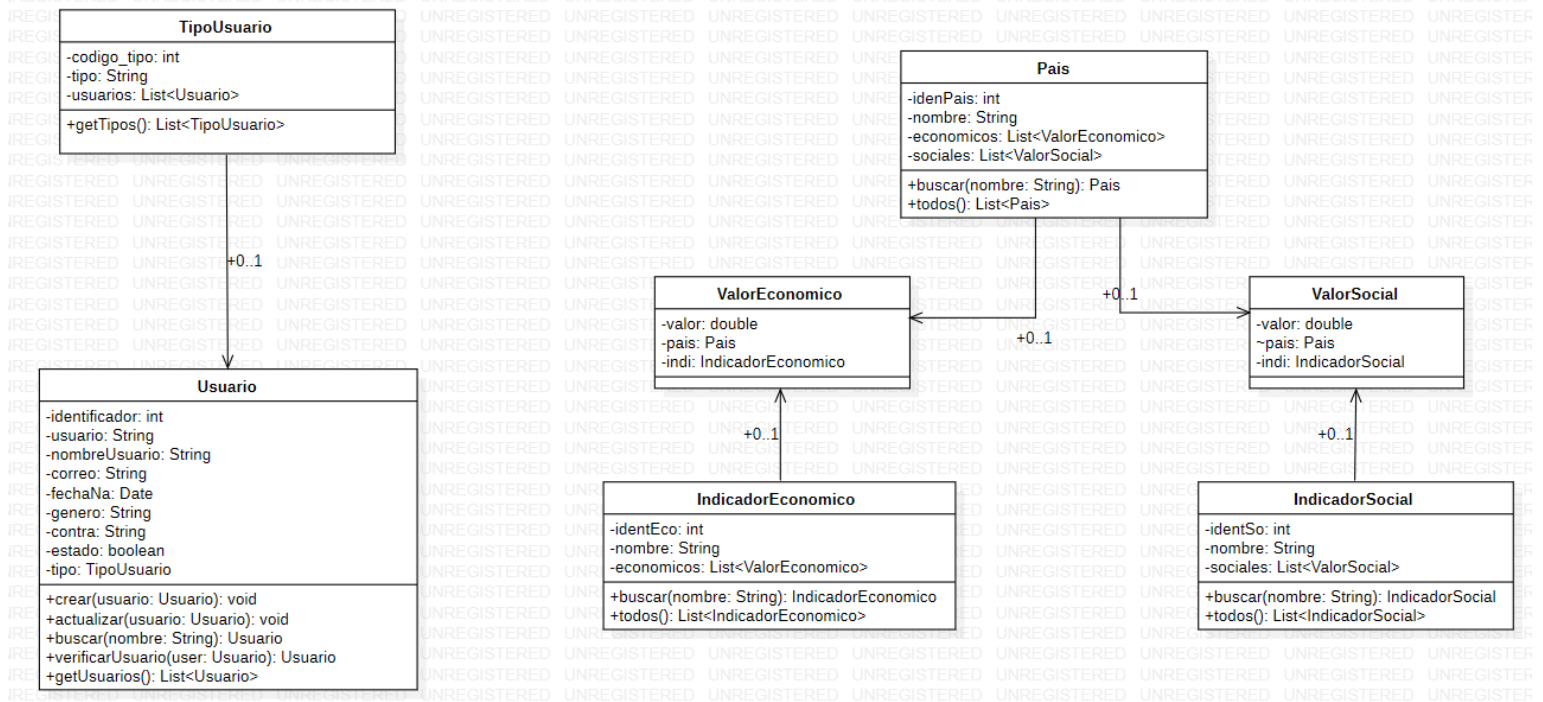 TipoUsuario
-codigo_tipo: int
-tipo: String
-usuarios: List<Usuario>
+getTipos(): List<TipoUsuario>
+0..1
Usuario
-identificador: int
-usuario: String
-nombreUsuario: String
-correo: String
-fechaNa: Date
-genero: String
-contra: String
-estado: boolean
-tipo: TipoUsuario
+crear(usuario: Usuario): void
+actualizar(usuario: Usuario): void
+buscar(nombre: String): Usuario
+verificarUsuario(user: Usuario): Usuario
+getUsuarios(): List<Usuario>
Pais
-idenPais: int
-nombre: String
-economicos: List<ValorEconomico>
-sociales: List<ValorSocial>
+buscar(nombre: String): Pais
+todos(): List<Pais>
+0..1
+0..1
ValorEconomico
-valor: double
-pais: Pais
-indi: IndicadorEconomico
ValorSocial
-valor: double
~pais: Pais
-indi: IndicadorSocial
+0..1
+0..1
IndicadorEconomico
-identEco: int
-nombre: String
-economicos: List<ValorEconomico>
+buscar(nombre: String): IndicadorEconomico
+todos(): List<IndicadorEconomico>
IndicadorSocial
-identSo: int
-nombre: String
-sociales: List<ValorSocial>
+buscar(nombre: String): IndicadorSocial
+todos(): List<IndicadorSocial>
UNREGISTERED